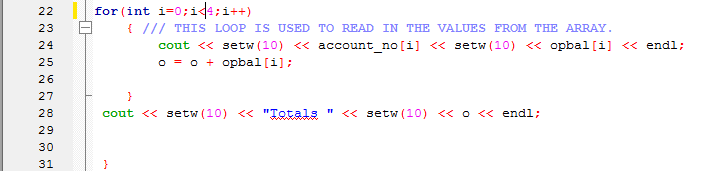 22 for(int i=0;i<4;i++)
23 { /// THIS LOOP IS USED TO READ IN THE VALUES FROM THE ARRAY.
24 cout << setw(10) << account_no[i] << setw(10) << opbal[i] << endl;
25 o = o + opbal[i];
26
27 }
28 cout << setw(10) << "Totals " << setw(10) << o << endl;
29
30
31 }